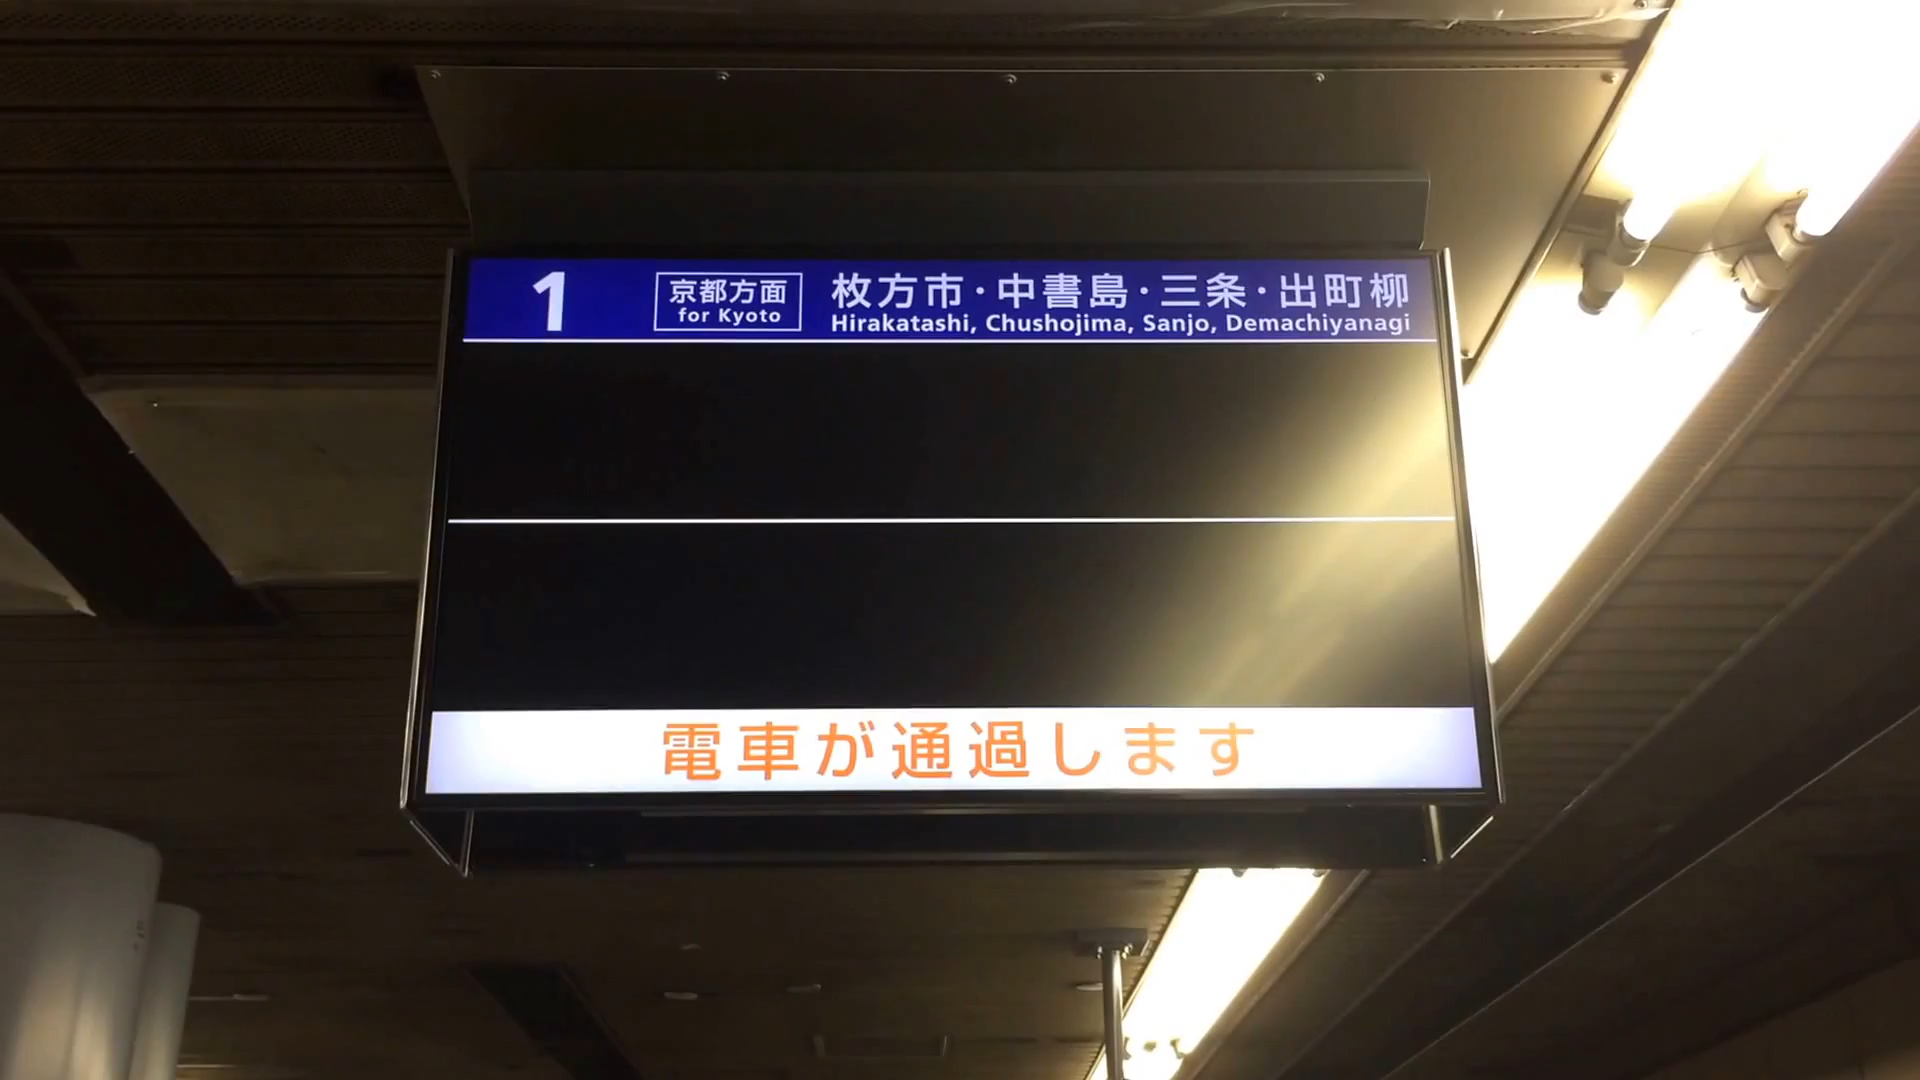 1
京都方面
for Kyoto
枚方市・中書島・三条・出町柳
Hirakatashi, Chushojima, Sanjo, Demachiyanagi
電車が通過します